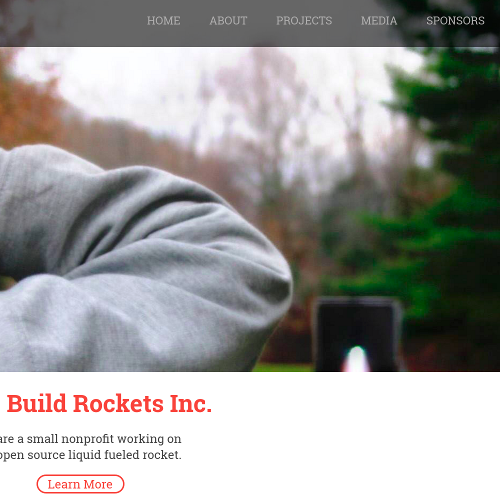 HOME ABOUT PROJECTS MEDIA SPONSORS
Build Rockets Inc.
are a small nonprofit working on
open source liquid fueled rocket.
Learn More